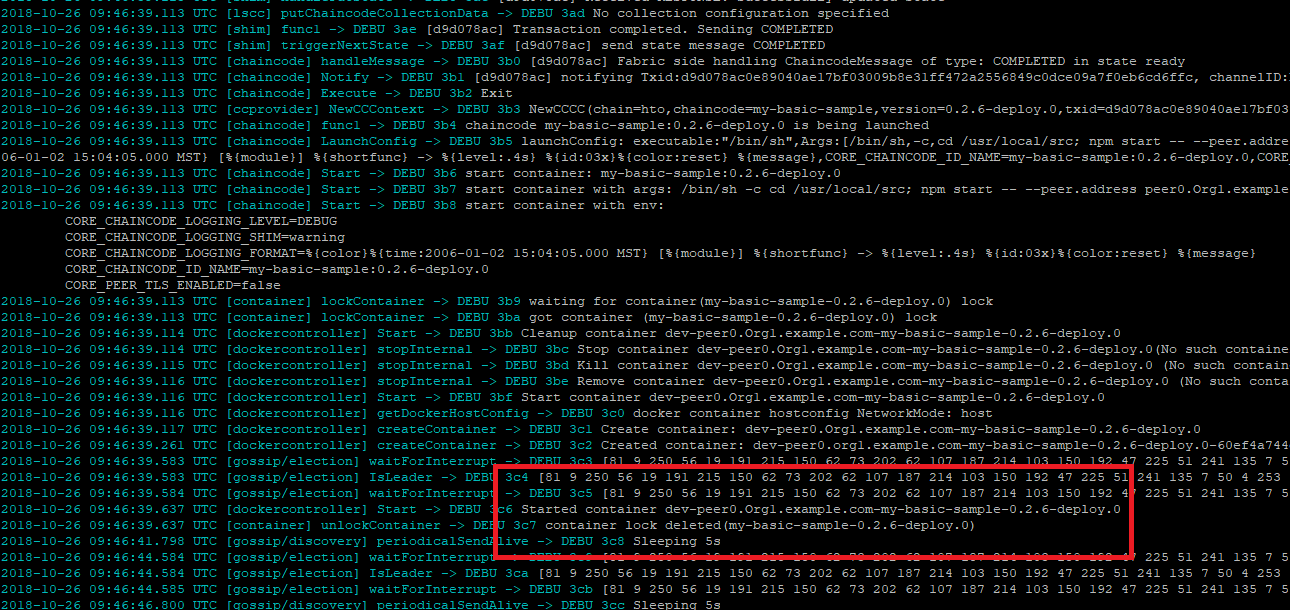 2018-10-26 09:46:39.113 UTC [lscc] putChaincodeCollectionData -> DEBU 3ad No collection configuration specified
2018-10-26 09:46:39.113 UTC [shim] func1 -> DEBU 3ae [d9d078ac] Transaction completed. Sending COMPLETED
2018-10-26 09:46:39.113 UTC [shim] triggerNextState -> DEBU 3af [d9d078ac] send state message COMPLETED
2018-10-26 09:46:39.113 UTC [chaincode] handleMessage -> DEBU 3b0 [d9d078ac] Fabric side handling ChaincodeMessage of type: COMPLETED in state ready
2018-10-26 09:46:39.113 UTC [chaincode] Notify -> DEBU 3b1 [d9d078ac] notifying Txid:d9d078ac0e89040ae17bf03009b8e31ff472a2556849c0dce09a7f0eb6cd6ffc, channelID:
2018-10-26 09:46:39.113 UTC [chaincode] Execute -> DEBU 3b2 Exit
2018-10-26 09:46:39.113 UTC [ccprovider] NewCCContext -> DEBU 3b3 NewCCCC(chain=hto,chaincode=my-basic-sample,version=0.2.6-deploy.0,txid=d9d078ac0e89040ae17bf03
2018-10-26 09:46:39.113 UTC [chaincode] func1 -> DEBU 3b4 chaincode my-basic-sample:0.2.6-deploy.0 is being launched
2018-10-26 09:46:39.113 UTC [chaincode] LaunchConfig -> DEBU 3b5 launchConfig: executable:"/bin/sh",Args:[/bin/sh,-c,cd /usr/local/src; npm start -- --peer.addre
06-01-02 15:04:05.000 MST} [%{module}] %{shortfunc} -> %{level:.4s} %{id:03x}%{color:reset} %{message},CORE_CHAINCODE_ID_NAME=my-basic-sample:0.2.6-deploy.0,CORE_
2018-10-26 09:46:39.113 UTC [chaincode] Start -> DEBU 3b6 start container: my-basic-sample:0.2.6-deploy.0
2018-10-26 09:46:39.113 UTC [chaincode] Start -> DEBU 3b7 start container with args: /bin/sh -c cd /usr/local/src; npm start -- --peer.address peer0.Org1.example
2018-10-26 09:46:39.113 UTC [chaincode] Start -> DEBU 3b8 start container with env:
CORE_CHAINCODE_LOGGING_LEVEL=DEBUG
CORE_CHAINCODE_LOGGING_SHIM=warning
CORE_CHAINCODE_LOGGING_FORMAT=%{color}%{time:2006-01-02 15:04:05.000 MST} [%{module}] %{shortfunc} -> %{level:.4s} %{id:03x}%{color:reset} %{message}
CORE_CHAINCODE_ID_NAME=my-basic-sample:0.2.6-deploy.0
CORE_PEER_TLS_ENABLED=false
2018-10-26 09:46:39.113 UTC [container] lockContainer -> DEBU 3b9 waiting for container(my-basic-sample-0.2.6-deploy.0) lock
2018-10-26 09:46:39.113 UTC [container] lockContainer -> DEBU 3ba got container (my-basic-sample-0.2.6-deploy.0) lock
2018-10-26 09:46:39.114 UTC [dockercontroller] Start -> DEBU 3bb Cleanup container dev-peer0.Org1.example.com-my-basic-sample-0.2.6-deploy.0
2018-10-26 09:46:39.114 UTC [dockercontroller] stopInternal -> DEBU 3bc Stop container dev-peer0.Org1.example.com-my-basic-sample-0.2.6-deploy.0(No such containe
2018-10-26 09:46:39.115 UTC [dockercontroller] stopInternal -> DEBU 3bd Kill container dev-peer0.Org1.example.com-my-basic-sample-0.2.6-deploy.0 (No such contain
2018-10-26 09:46:39.116 UTC [dockercontroller] stopInternal -> DEBU 3be Remove container dev-peer0.Org1.example.com-my-basic-sample-0.2.6-deploy.0 (No such conta
2018-10-26 09:46:39.116 UTC [dockercontroller] Start -> DEBU 3bf Start container dev-peer0.Org1.example.com-my-basic-sample-0.2.6-deploy.0
2018-10-26 09:46:39.116 UTC [dockercontroller] getDockerHostConfig -> DEBU 3c0 docker container hostconfig NetworkMode: host
2018-10-26 09:46:39.117 UTC [dockercontroller] createContainer -> DEBU 3c1 Create container: dev-peer0.Org1.example.com-my-basic-sample-0.2.6-deploy.0
2018-10-26 09:46:39.261 UTC [dockercontroller] createContainer -> DEBU 3c2 Created container: dev-peer0.Org1.example.com-my-basic-sample-0.2.6-deploy.0-60ef4a744
2018-10-26 09:46:39.583 UTC [gossip/election] waitForInterrupt -> DEBU 3c3 [81 9 250 56 19 191 215 150 62 73 202 62 107 187 214 103 150 192 47 225 51 241 135 7 5
2018-10-26 09:46:39.583 UTC [gossip/election] IsLeader -> DEBU 3c4 [81 9 250 56 19 191 215 150 62 73 202 62 107 187 214 103 150 192 47 225 51 241 135 7 50 4 253
2018-10-26 09:46:39.584 UTC [gossip/election] waitForInterrupt -> DEBU 3c5 [81 9 250 56 19 191 215 150 62 73 202 62 107 187 214 103 150 192 47 225 51 241 135 7 5
2018-10-26 09:46:39.637 UTC [dockercontroller] Start -> DEBU 3c6 Started container dev-peer0.Org1.example.com-my-basic-sample-0.2.6-deploy.0
2018-10-26 09:46:39.637 UTC [container] unlockContainer -> DEBU 3c7 container lock deleted(my-basic-sample-0.2.6-deploy.0)
2018-10-26 09:46:41.798 UTC [gossip/discovery] periodicalSendAlive -> DEBU 3c8 Sleeping 5s
2018-10-26 09:46:44.584 UTC [gossip/election] waitForInterrupt 47 225 51 241 135 7 5
2018-10-26 09:46:44.584 UTC [gossip/election] IsLeader -> DEBU 3ca [81 9 250 56 19 191 215 150 62 73 202 62 107 187 214 103 150 192 47 225 51 241 135 7 50 4 253
2018-10-26 09:46:44.585 UTC [gossip/election] waitForInterrupt -> DEBU 3cb [81 9 250 56 19 191 215 150 62 73 202 62 107 187 214 103 150 192 47 225 51 241 135 7 5
2018-10-26 09:46:46.800 UTC [gossip/discovery] periodicalSendAlive -> DEBU 3cc Sleeping 5s